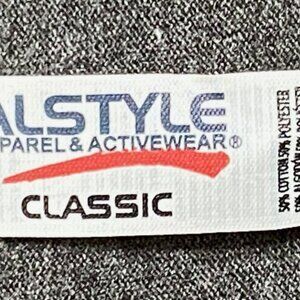 ALSTYLE
PAREL & ACTIVEWEAR®
CLASSIC
50% COTTON 50% POLYESTER